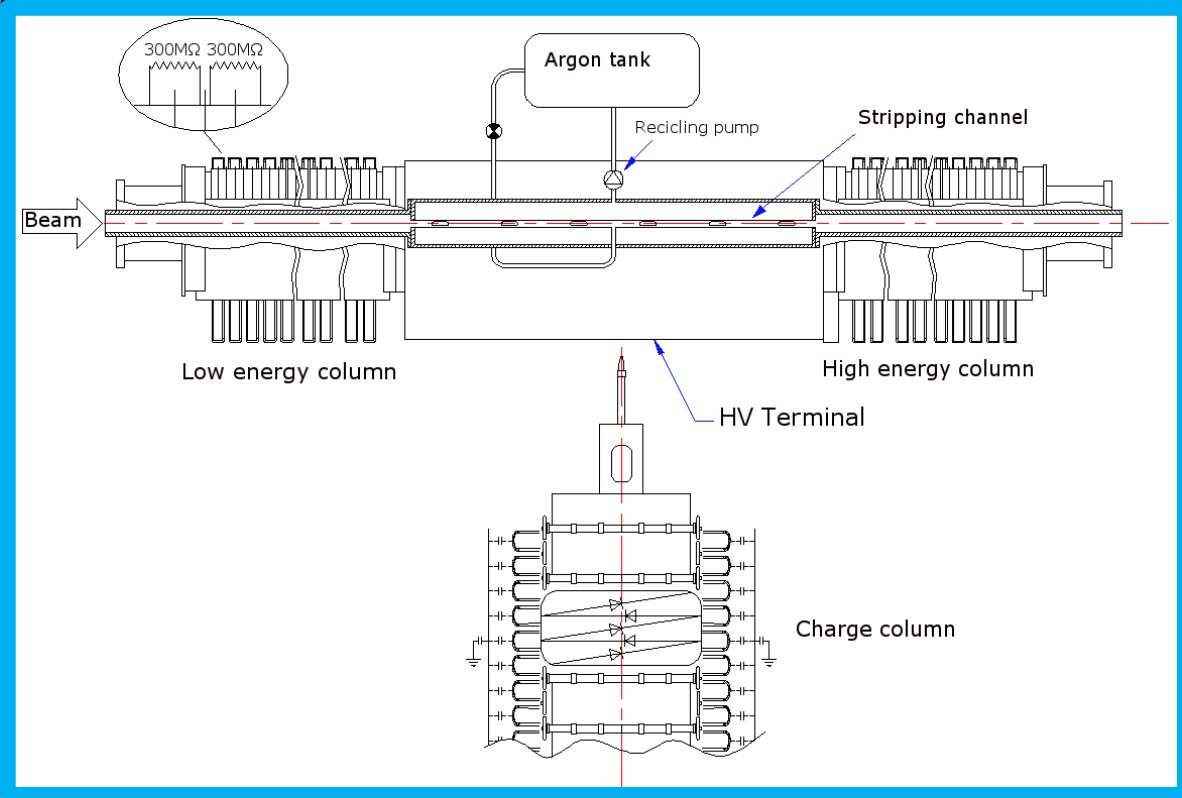 300MΩ 300MΩ
Argon tank
Recicling pump
Stripping channel
Beam
Low energy column
High energy column
HV Terminal
Charge column